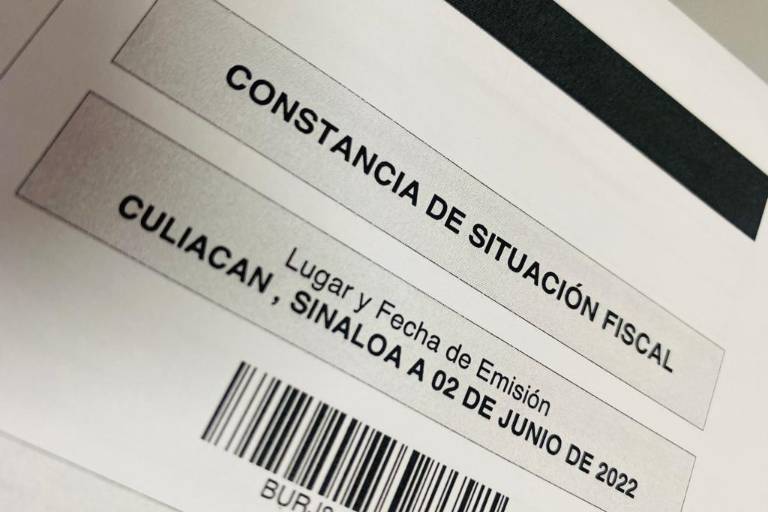 CONSTANCIA DE SITUACIÓN FISCAL
Lugar y Fecha de Emisión
CULIACAN , SINALOA A 02 DE JUNIO DE 2022